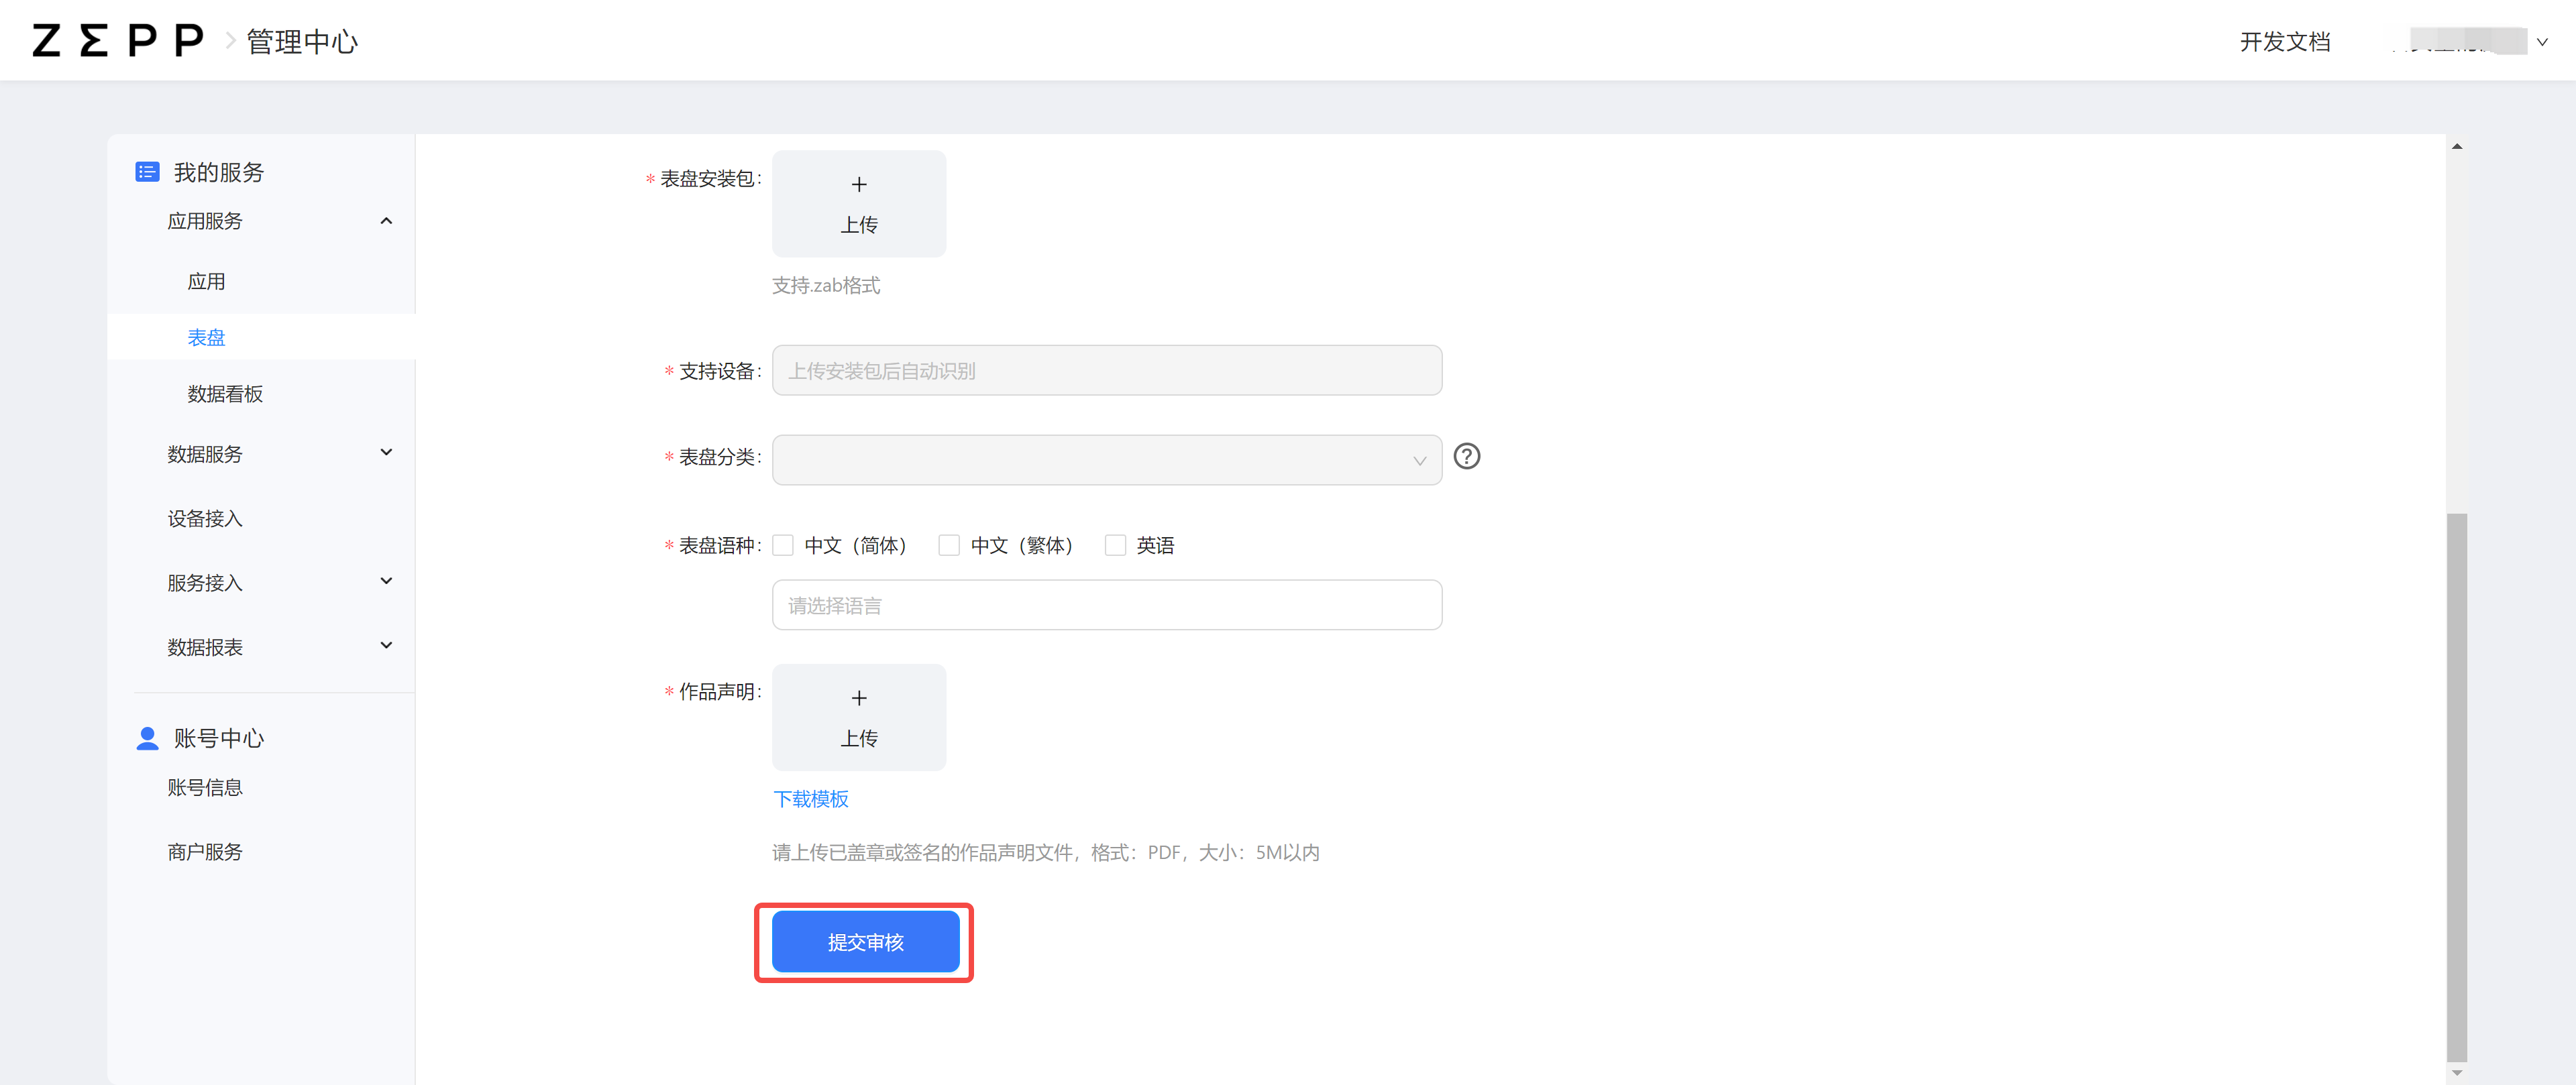 ZEPP 管理中心
开发文档
我的服务
应用服务
应用
表盘
数据看板
数据服务
设备接入
服务接入
数据报表
账号中心
账号信息
商户服务
* 表盘安装包:
+
上传
支持.zab格式
* 支持设备:
上传安装包后自动识别
* 表盘分类:
?
* 表盘语种: 中文（简体） 中文（繁体） 英语
请选择语言
* 作品声明:
+
上传
下载模板
请上传已盖章或签名的作品声明文件，格式：PDF，大小：5M以内
提交审核